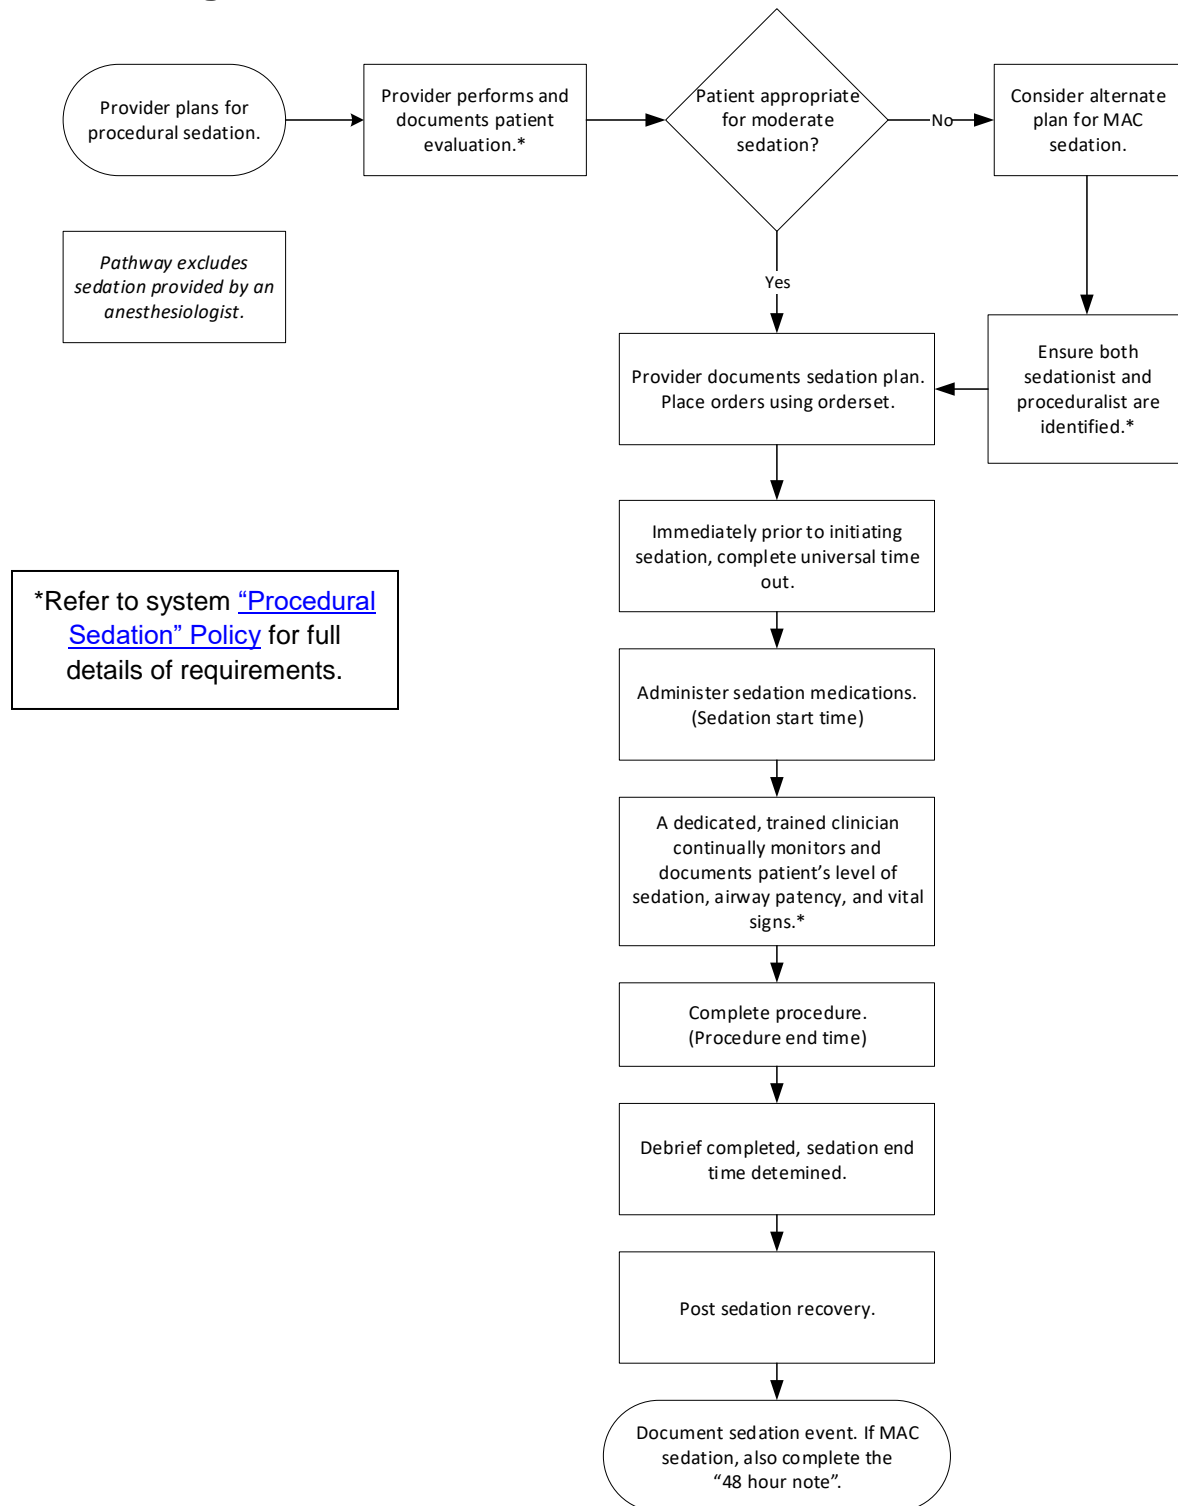 Provider plans for
procedural sedation.
Provider performs and
documents patient
evaluation.*
Patient appropriate
for moderate
sedation?
No
Consider alternate
plan for MAC
sedation.
Pathway excludes
sedation provided by an
anesthesiologist.
Yes
Ensure both
sedationist and
proceduralist are
identified.*
Provider documents sedation plan.
Place orders using orderset.
Immediately prior to initiating
sedation, complete universal time
out.
*Refer to system “Procedural
Sedation” Policy for full
details of requirements.
Administer sedation medications.
(Sedation start time)
A dedicated, trained clinician
continually monitors and
documents patient’s level of
sedation, airway patency, and vital
signs.*
Complete procedure.
(Procedure end time)
Debrief completed, sedation end
time detemined.
Post sedation recovery.
Document sedation event. If MAC
sedation, also complete the
“48 hour note”.